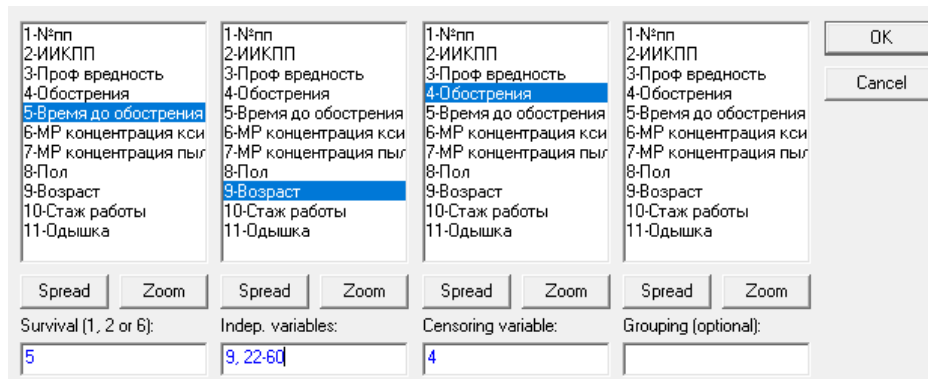 1-№пп
2-ИИКПП
3-Проф вредность
4-Обострения
5-Время до обострения
6-МР концентрация кси
7-МР концентрация пыл
8-Пол
9-Возраст
10-Стаж работы
11-Одышка
Spread Zoom
Survival (1, 2 or 6):
5
1-№пп
2-ИИКПП
3-Проф вредность
4-Обострения
5-Время до обострения
6-МР концентрация кси
7-МР концентрация пыл
8-Пол
9-Возраст
10-Стаж работы
11-Одышка
Spread Zoom
Indep. variables:
9, 22-60
1-№пп
2-ИИКПП
3-Проф вредность
4-Обострения
5-Время до обострения
6-МР концентрация кси
7-МР концентрация пыл
8-Пол
9-Возраст
10-Стаж работы
11-Одышка
Spread Zoom
Censoring variable:
4
1-№пп
2-ИИКПП
3-Проф вредность
4-Обострения
5-Время до обострения
6-МР концентрация кси
7-МР концентрация пыл
8-Пол
9-Возраст
10-Стаж работы
11-Одышка
Spread Zoom
Grouping (optional):
OK
Cancel